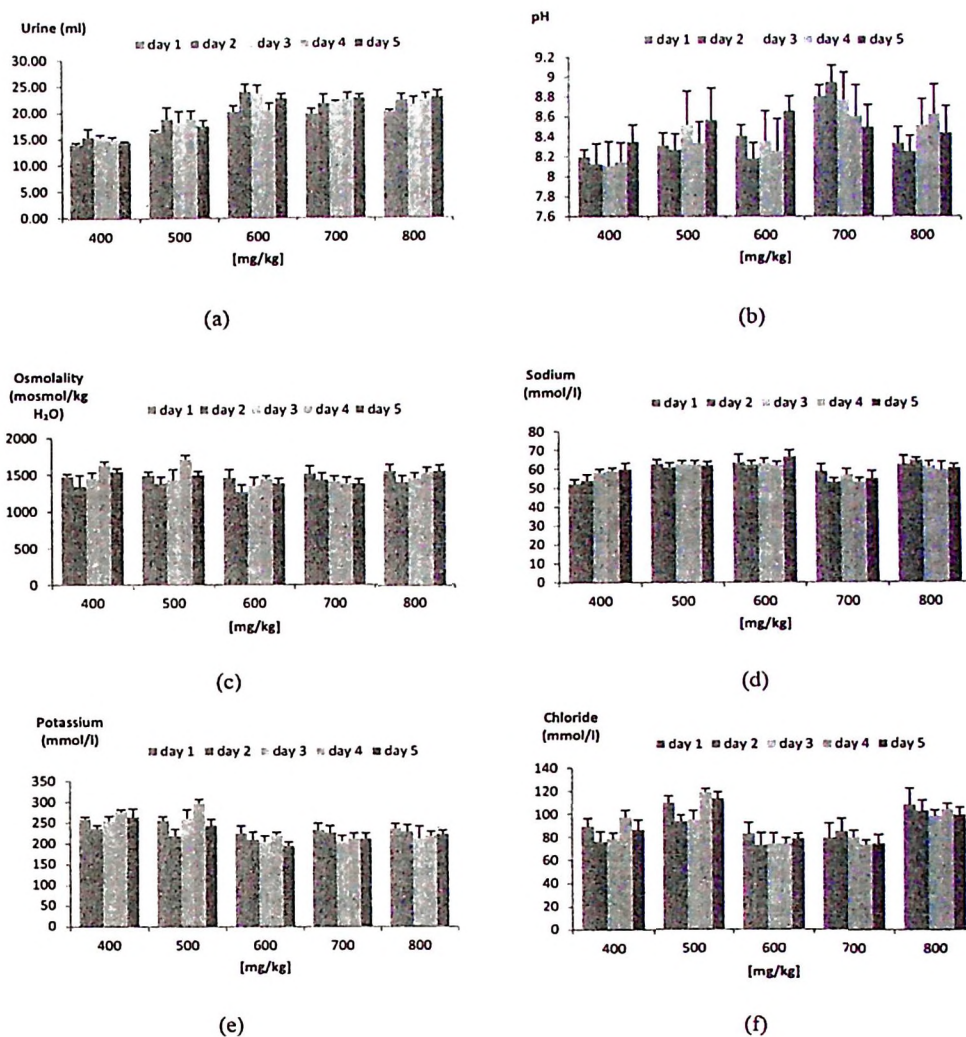 Urine (ml)
day 1 day 2 day 3 day 4 day 5
30.00
25.00
20.00
15.00
10.00
5.00
0.00
400 500 600 700 800
[mg/kg]
(a)
pH
day 1 day 2 day 3 day 4 day 5
9.2
9
8.8
8.6
8.4
8.2
8
7.8
7.6
400 500 600 700 800
[mg/kg]
(b)
Osmolality
(mosmol/kg
H₂O)
day 1 day 2 day 3 day 4 day 5
2000
1500
1000
500
0
400 500 600 700 800
[mg/kg]
(c)
Sodium
(mmol/l)
day 1 day 2 day 3 day 4 day 5
80
70
60
50
40
30
20
10
0
400 500 600 700 800
[mg/kg]
(d)
Potassium
(mmol/l)
day 1 day 2 day 3 day 4 day 5
350
300
250
200
150
100
50
0
400 500 600 700 800
[mg/kg]
(e)
Chloride
(mmol/l)
day 1 day 2 day 3 day 4 day 5
140
120
100
80
60
40
20
0
400 500 600 700 800
[mg/kg]
(f)